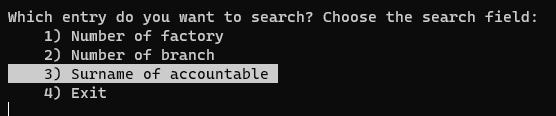 Which entry do you want to search? Choose the search field:
1) Number of factory
2) Number of branch
3) Surname of accountable
4) Exit